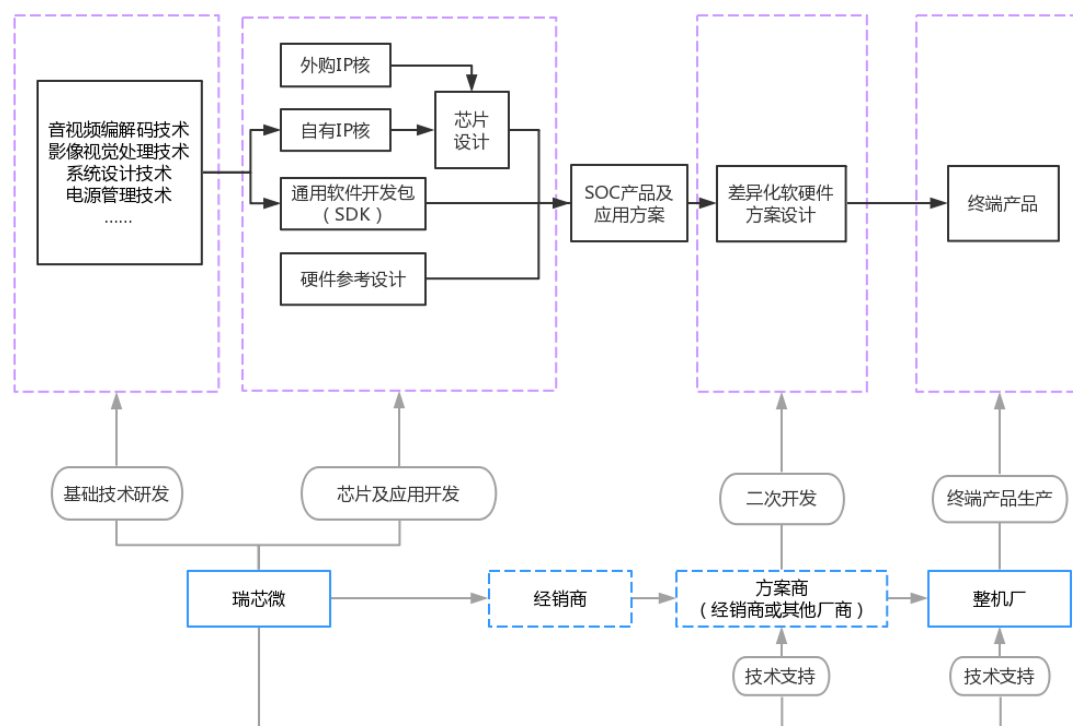 外购IP核
音视频编解码技术
影像视觉处理技术
系统设计技术
电源管理技术
……
自有IP核
芯片
设计
通用软件开发包
（SDK）
硬件参考设计
SOC产品及
应用方案
差异化软硬件
方案设计
终端产品
基础技术研发
芯片及应用开发
二次开发
终端产品生产
瑞芯微
经销商
方案商
（经销商或其他厂商）
整机厂
技术支持
技术支持